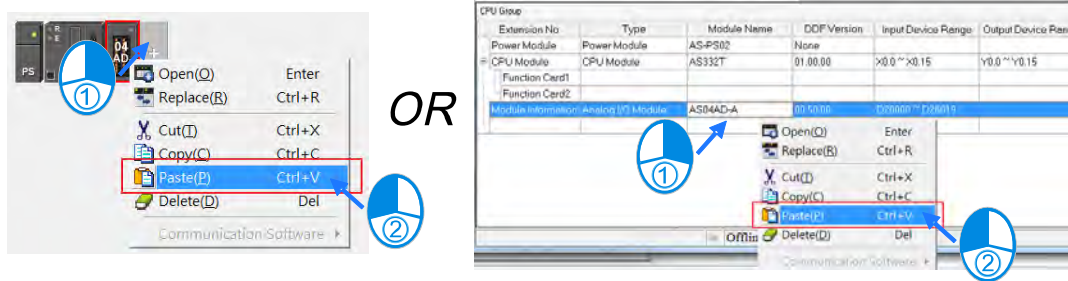 04
AD
R
E
PS
+
1
Open(O) Enter
Replace(R) Ctrl+R
Cut(T) Ctrl+X
Copy(C) Ctrl+C
Paste(P) Ctrl+V
Delete(D) Del
Communication Software
2
OR
CPU Group
Extension No Type Module Name DDF Version Input Device Range Output Device Ran
Power Module Power Module AS-PS02 None
CPU Module CPU Module AS332T 01.00.00 X0.0 ~ X0.15 Y0.0 ~ Y0.15
Function Card1
Function Card2
Module Information Analog I/O Module AS04AD-A 00.50.00 D26000 ~ D26019
1
Open(O) Enter
Replace(R) Ctrl+R
Cut(T) Ctrl+X
Copy(C) Ctrl+C
Paste(P) Ctrl+V
Offlin Delete(D) Del
Communication Software
2